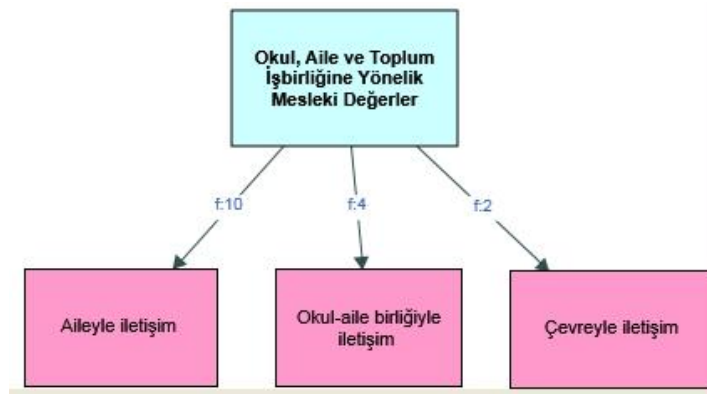 Okul, Aile ve Toplum
İşbirliğine Yönelik
Mesleki Değerler
f:10
f:4
f:2
Aileyle iletişim
Okul-aile birliğiyle
iletişim
Çevreyle iletişim